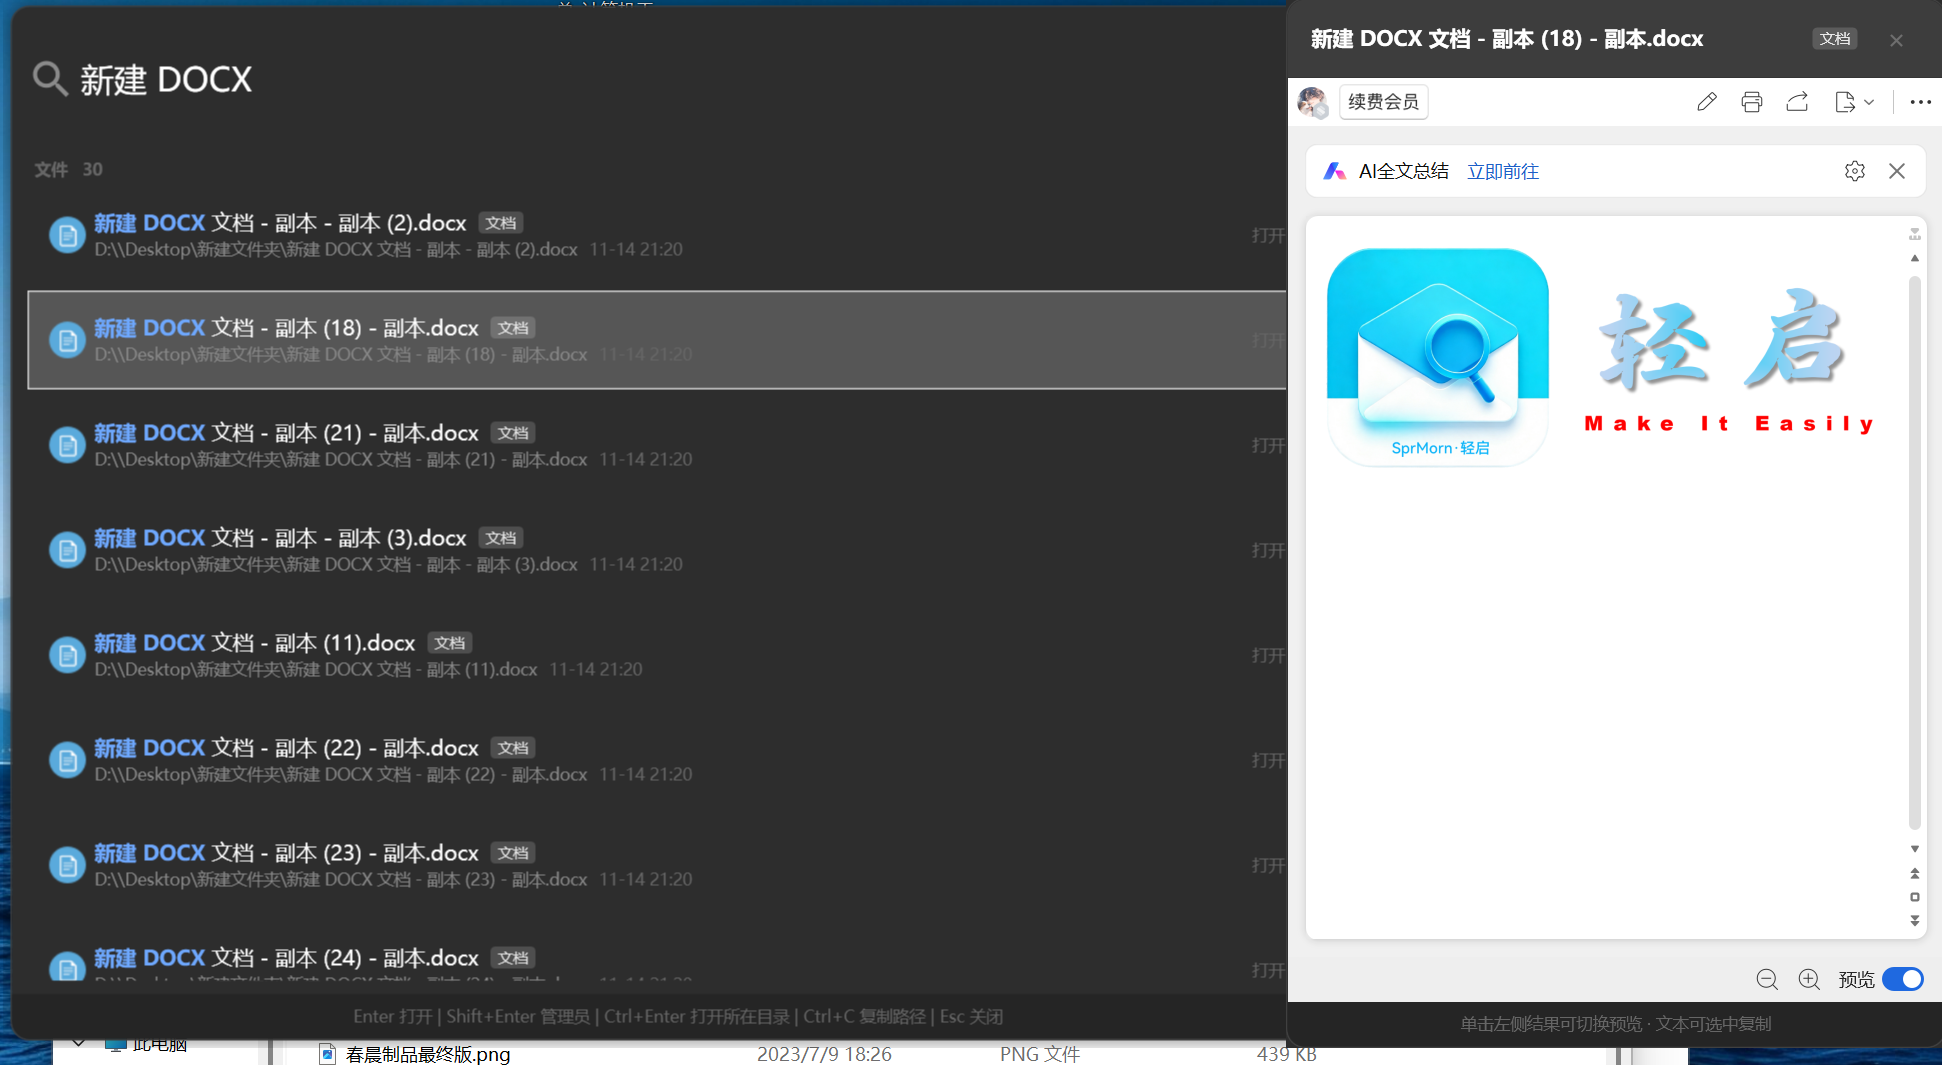 新建 DOCX
文件 30
新建 DOCX 文档 - 副本 - 副本 (2).docx 文档
D:\\Desktop\新建文件夹\新建 DOCX 文档 - 副本 - 副本 (2).docx 11-14 21:20
打开
新建 DOCX 文档 - 副本 (18) - 副本.docx 文档
D:\\Desktop\新建文件夹\新建 DOCX 文档 - 副本 (18) - 副本.docx 11-14 21:20
打开
新建 DOCX 文档 - 副本 (21) - 副本.docx 文档
D:\\Desktop\新建文件夹\新建 DOCX 文档 - 副本 (21) - 副本.docx 11-14 21:20
打开
新建 DOCX 文档 - 副本 - 副本 (3).docx 文档
D:\\Desktop\新建文件夹\新建 DOCX 文档 - 副本 - 副本 (3).docx 11-14 21:20
打开
新建 DOCX 文档 - 副本 (11).docx 文档
D:\\Desktop\新建文件夹\新建 DOCX 文档 - 副本 (11).docx 11-14 21:20
打开
新建 DOCX 文档 - 副本 (22) - 副本.docx 文档
D:\\Desktop\新建文件夹\新建 DOCX 文档 - 副本 (22) - 副本.docx 11-14 21:20
打开
新建 DOCX 文档 - 副本 (23) - 副本.docx 文档
D:\\Desktop\新建文件夹\新建 DOCX 文档 - 副本 (23) - 副本.docx 11-14 21:20
打开
新建 DOCX 文档 - 副本 (24) - 副本.docx 文档
打开
Enter 打开 | Shift+Enter 管理员 | Ctrl+Enter 打开所在目录 | Ctrl+C 复制路径 | Esc 关闭
此电脑
春晨制品最终版.png 2023/7/9 18:26 PNG 文件 439 KB
新建 DOCX 文档 - 副本 (18) - 副本.docx 文档
续费会员
AI全文总结 立即前往
轻启
Make It Easily
SprMorn·轻启
预览
单击左侧结果可切换预览 · 文本可选中复制